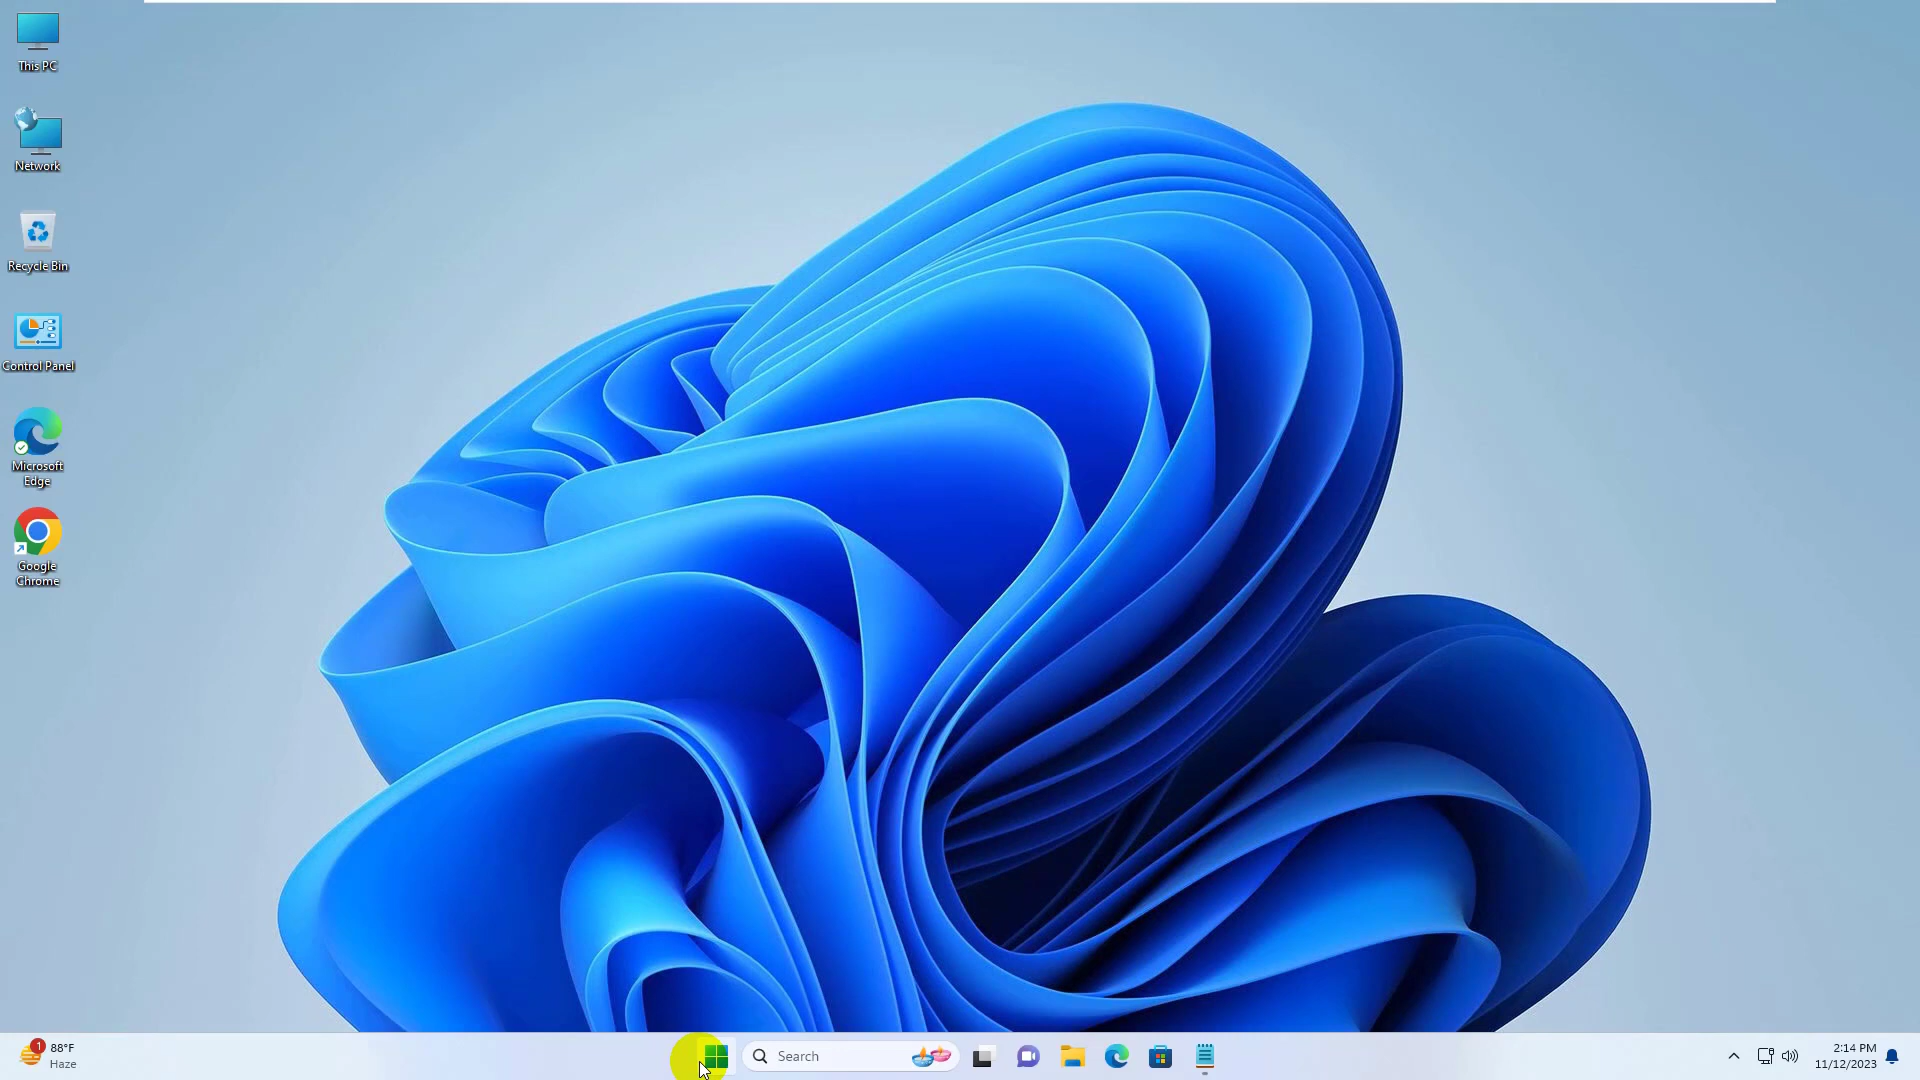 This PC
Network
Recycle Bin
Control Panel
Microsoft
Edge
Google
Chrome
1
88°F
Haze
Search
2:14 PM
11/12/2023